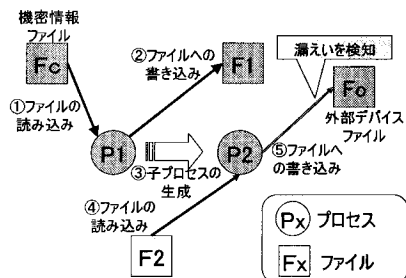 機密情報
ファイル
Fc
②ファイルへの
書き込み
F1
漏えいを検知
Fo
外部デバイス
ファイル
①ファイルの
読み込み
P1
P2
③子プロセスの
生成
⑤ファイルへ
の書き込み
④ファイルの
読み込み
F2
Px プロセス
Fx ファイル